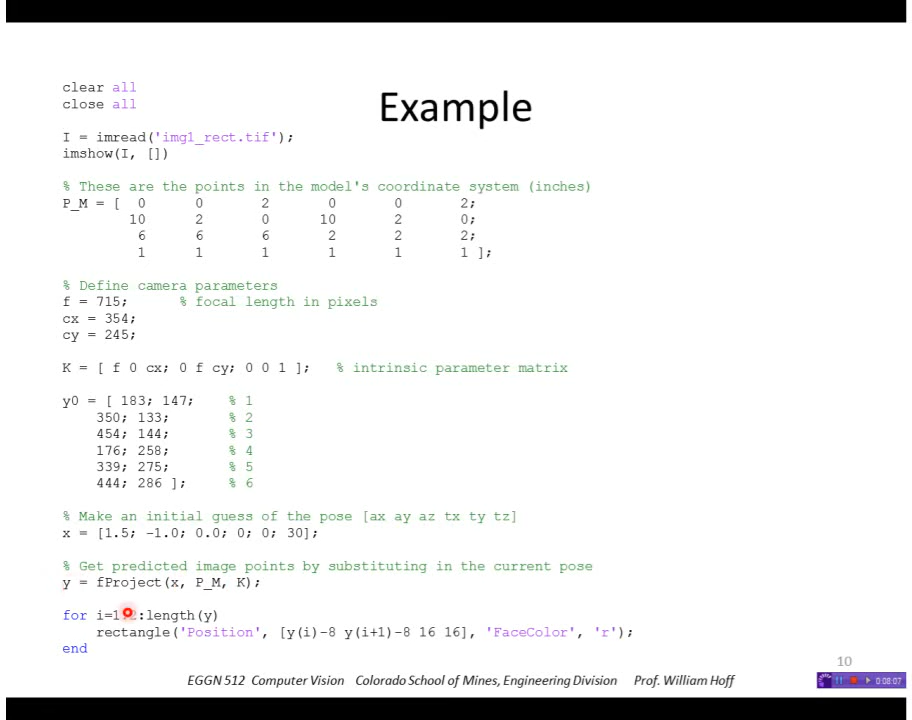 Example
clear all
close all
I = imread('img1_rect.tif');
imshow(I, [])
% These are the points in the model's coordinate system (inches)
P_M = [ 0 0 2 0 0 2;
10 2 0 10 2 0;
6 6 6 2 2 2;
1 1 1 1 1 1 ];
% Define camera parameters
f = 715; % focal length in pixels
cx = 354;
cy = 245;
K = [ f 0 cx; 0 f cy; 0 0 1 ]; % intrinsic parameter matrix
y0 = [ 183; 147; % 1
350; 133; % 2
454; 144; % 3
176; 258; % 4
339; 275; % 5
444; 286 ]; % 6
% Make an initial guess of the pose [ax ay az tx ty tz]
x = [1.5; -1.0; 0.0; 0; 0; 30];
% Get predicted image points by substituting in the current pose
y = fProject(x, P_M, K);
for i=1 :length(y)
rectangle('Position', [y(i)-8 y(i+1)-8 16 16], 'FaceColor', 'r');
end
10
EGGN 512 Computer Vision Colorado School of Mines, Engineering Division Prof. William Hoff
0:08:07